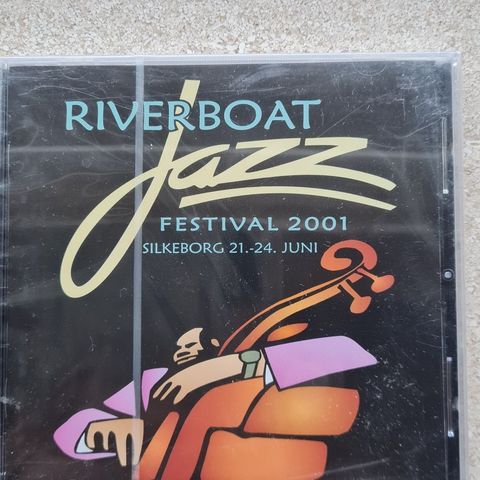 RIVERBOAT
Jazz
FESTIVAL 2001
SILKEBORG 21.-24. JUNI